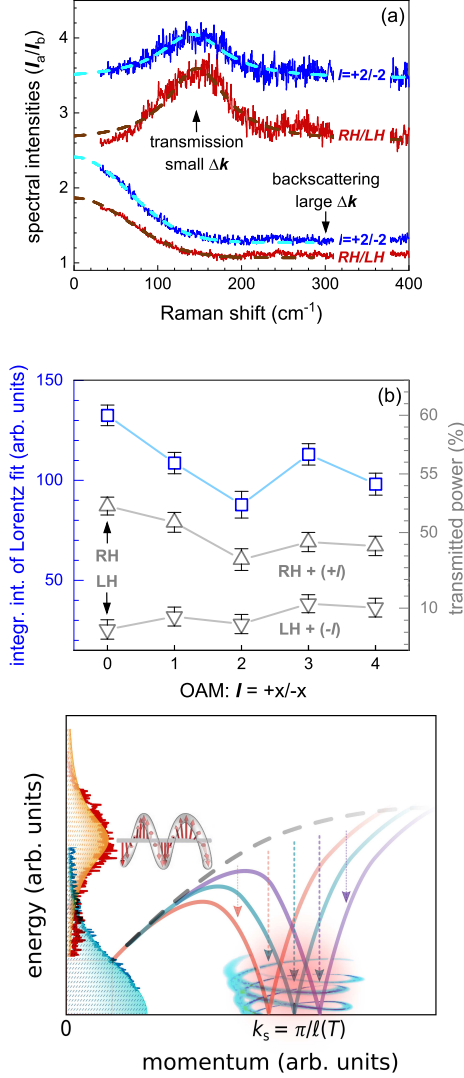 (a)
spectral intensities (Ia/Ib)
4
3
2
1
l=+2/-2
RH/LH
transmission
small Δk
backscattering
large Δk
l=+2/-2
RH/LH
0 100 200 300 400
Raman shift (cm-1)
(b)
integr. int. of Lorentz fit (arb. units)
transmitted power (%)
150
100
50
60
55
50
10
RH
LH
RH + (+l)
LH + (-l)
0 1 2 3 4
OAM: l = +x/-x
energy (arb. units)
0
ks = π/ℓ(T)
momentum (arb. units)